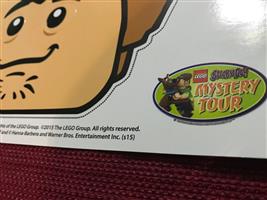 LEGO SCOOBY-DOO!
MYSTERY
TOUR
of the LEGO Group. ©2015 The LEGO Group. All rights reserved.
and © Hanna-Barbera and Warner Bros. Entertainment Inc. (s15)